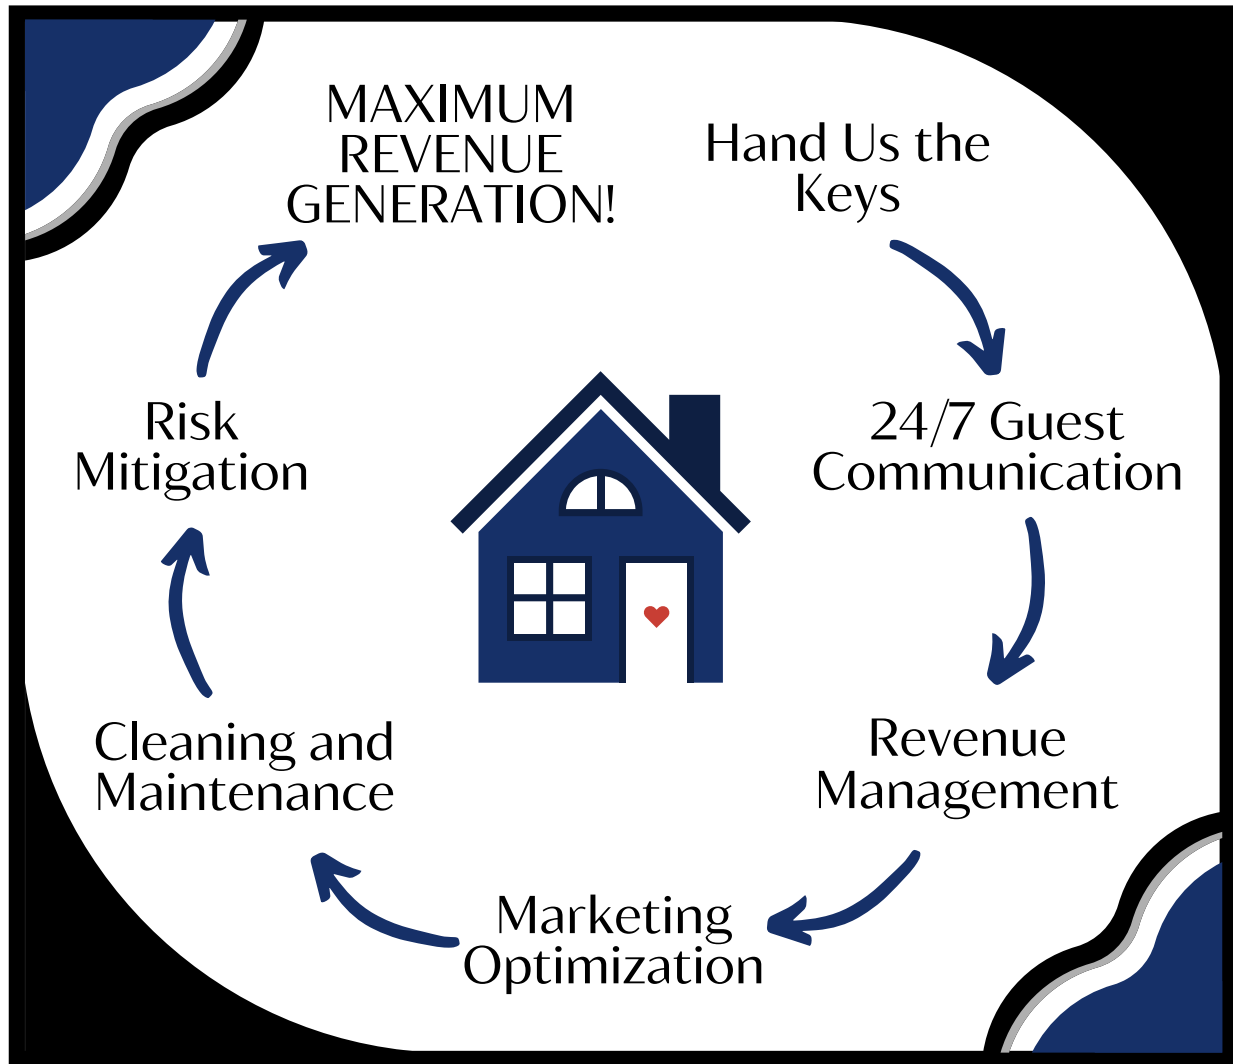 MAXIMUM
REVENUE
GENERATION!
Hand Us the
Keys
24/7 Guest
Communication
Revenue
Management
Marketing
Optimization
Cleaning and
Maintenance
Risk
Mitigation